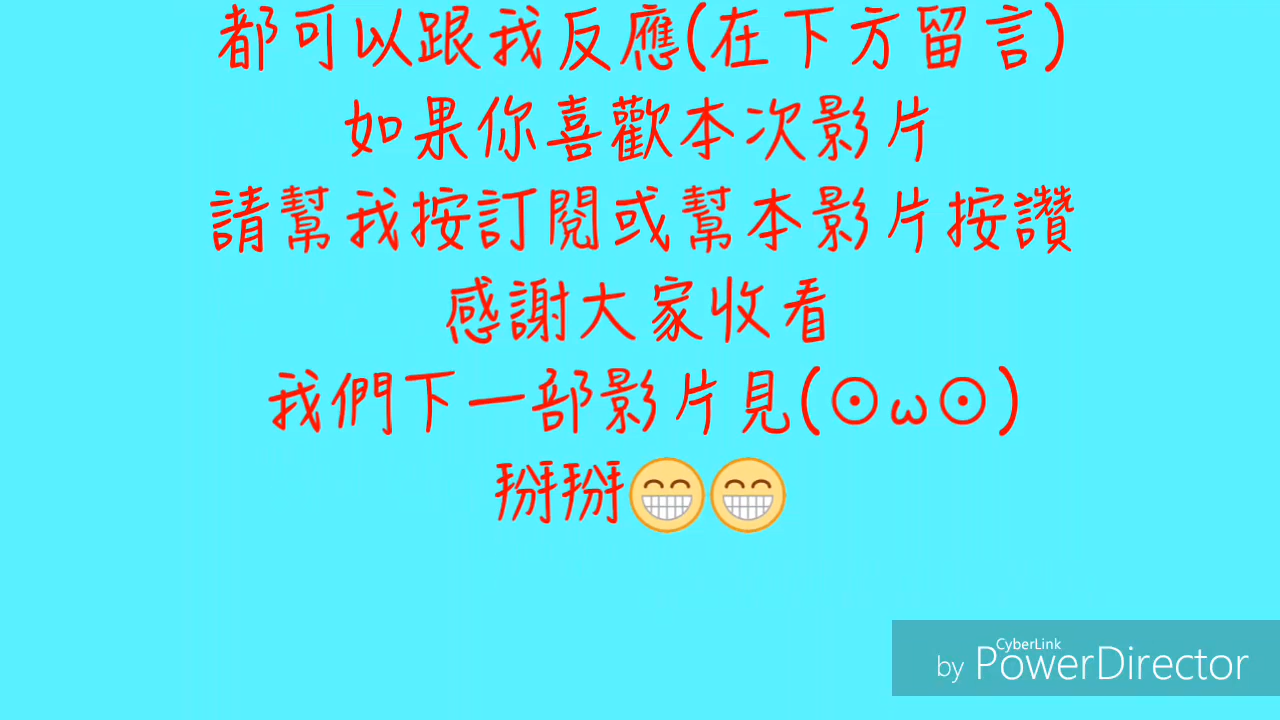 都可以跟我反應(在下方留言)
如果你喜歡本次影片
請幫我按訂閱或幫本影片按讚
感謝大家收看
我們下一部影片見(⊙ω⊙)
掰掰😁😁
CyberLink
by PowerDirector